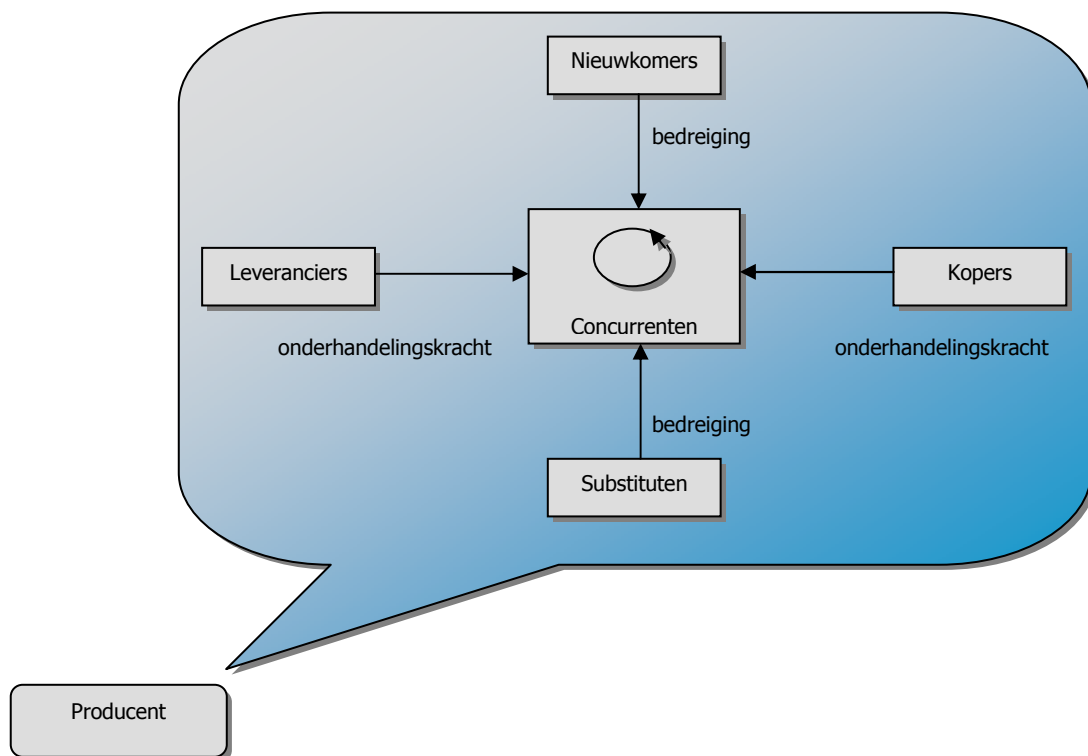 Nieuwkomers
bedreiging
Leveranciers
Kopers
Concurrenten
onderhandelingskracht
onderhandelingskracht
bedreiging
Substituten
Producent